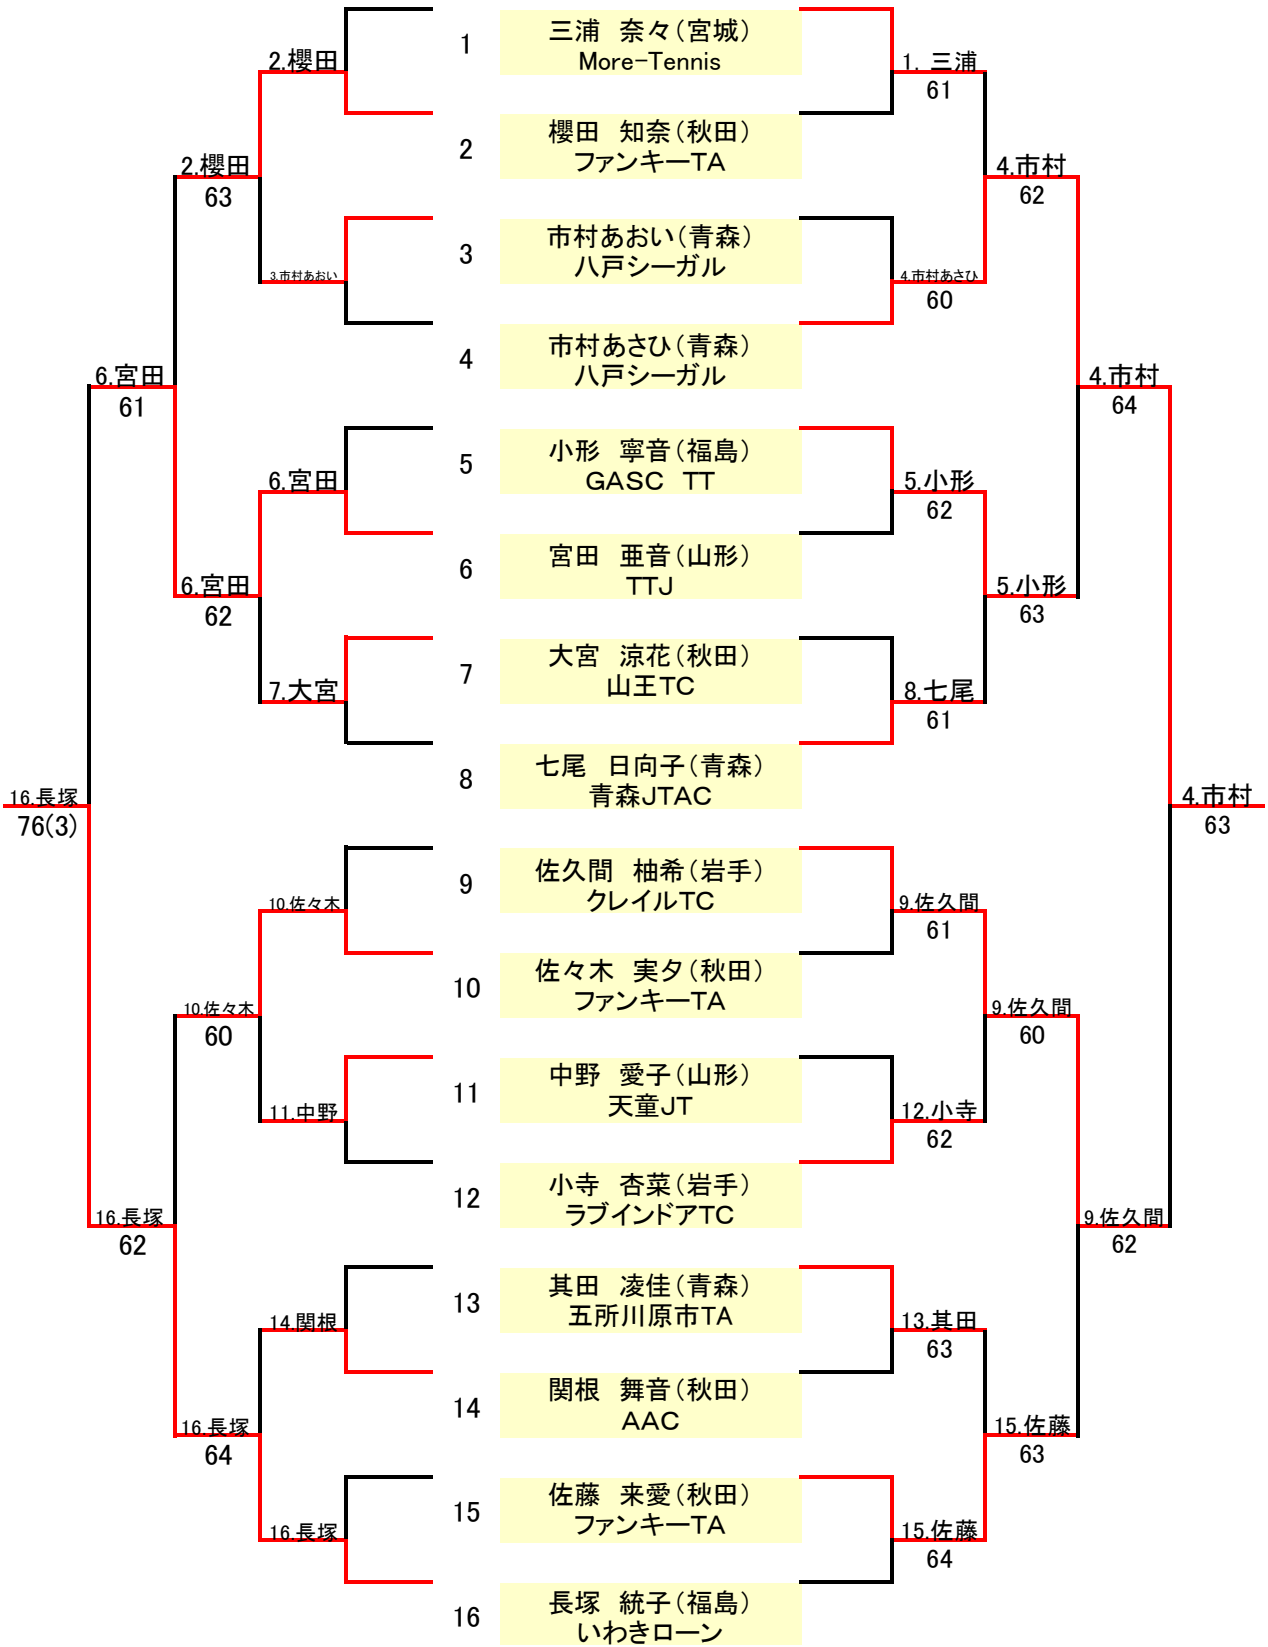 1
三浦　奈々(宮城)
More-Tennis
2.櫻田
1. 三浦
61
2
櫻田　知奈(秋田)
ファンキーTA
2.櫻田
63
4.市村
62
3
市村あおい(青森)
八戸シーガル
3.市村あおい
4.市村あさひ
60
4
市村あさひ(青森)
八戸シーガル
6.宮田
61
4.市村
64
5
小形　寧音(福島)
GASC　TT
6.宮田
5.小形
62
6
宮田　亜音(山形)
TTJ
6.宮田
62
5.小形
63
7
大宮　涼花(秋田)
山王TC
7.大宮
8.七尾
61
8
七尾　日向子(青森)
青森JTAC
16.長塚
76(3)
4.市村
63
9
佐久間　柚希(岩手)
クレイルTC
10.佐々木
9.佐久間
61
10
佐々木　実夕(秋田)
ファンキーTA
10.佐々木
60
9.佐久間
60
11
中野　愛子(山形)
天童JT
11.中野
12.小寺
62
12
小寺　杏菜(岩手)
ラブインドアTC
16.長塚
62
9.佐久間
62
13
其田　凌佳(青森)
五所川原市TA
14.関根
13.其田
63
14
関根　舞音(秋田)
AAC
16.長塚
64
15.佐藤
63
15
佐藤　来愛(秋田)
ファンキーTA
16.長塚
15.佐藤
64
16
長塚　統子(福島)
いわきローン